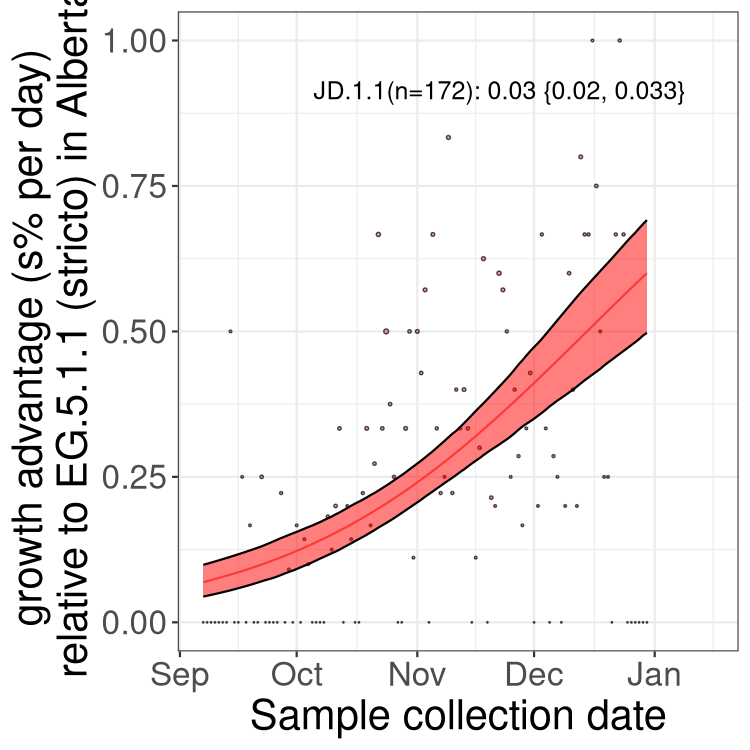 growth advantage (s% per day)
relative to EG.5.1.1 (stricto) in Alberta
1.00
0.75
0.50
0.25
0.00
JD.1.1(n=172): 0.03 {0.02, 0.033}
Sep Oct Nov Dec Jan
Sample collection date